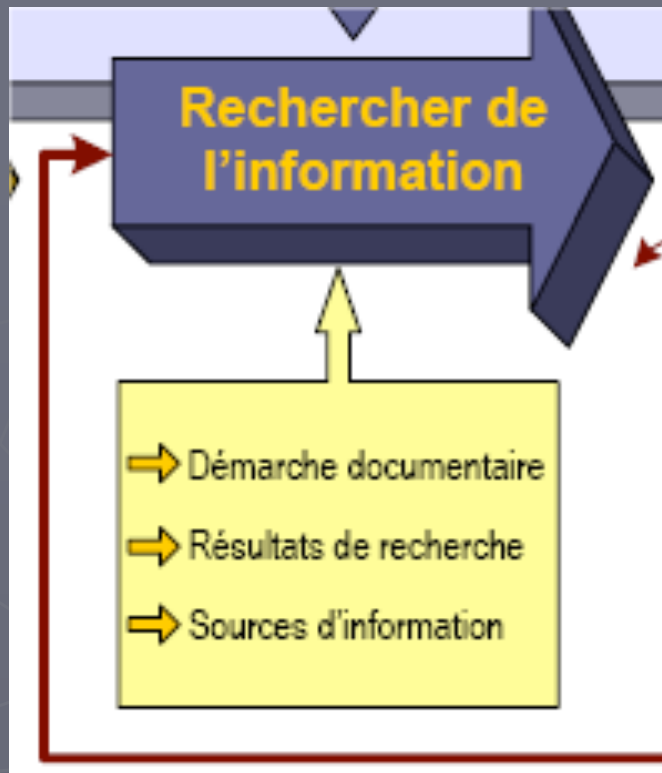 Rechercher de
l'information
Démarche documentaire
Résultats de recherche
Sources d'information